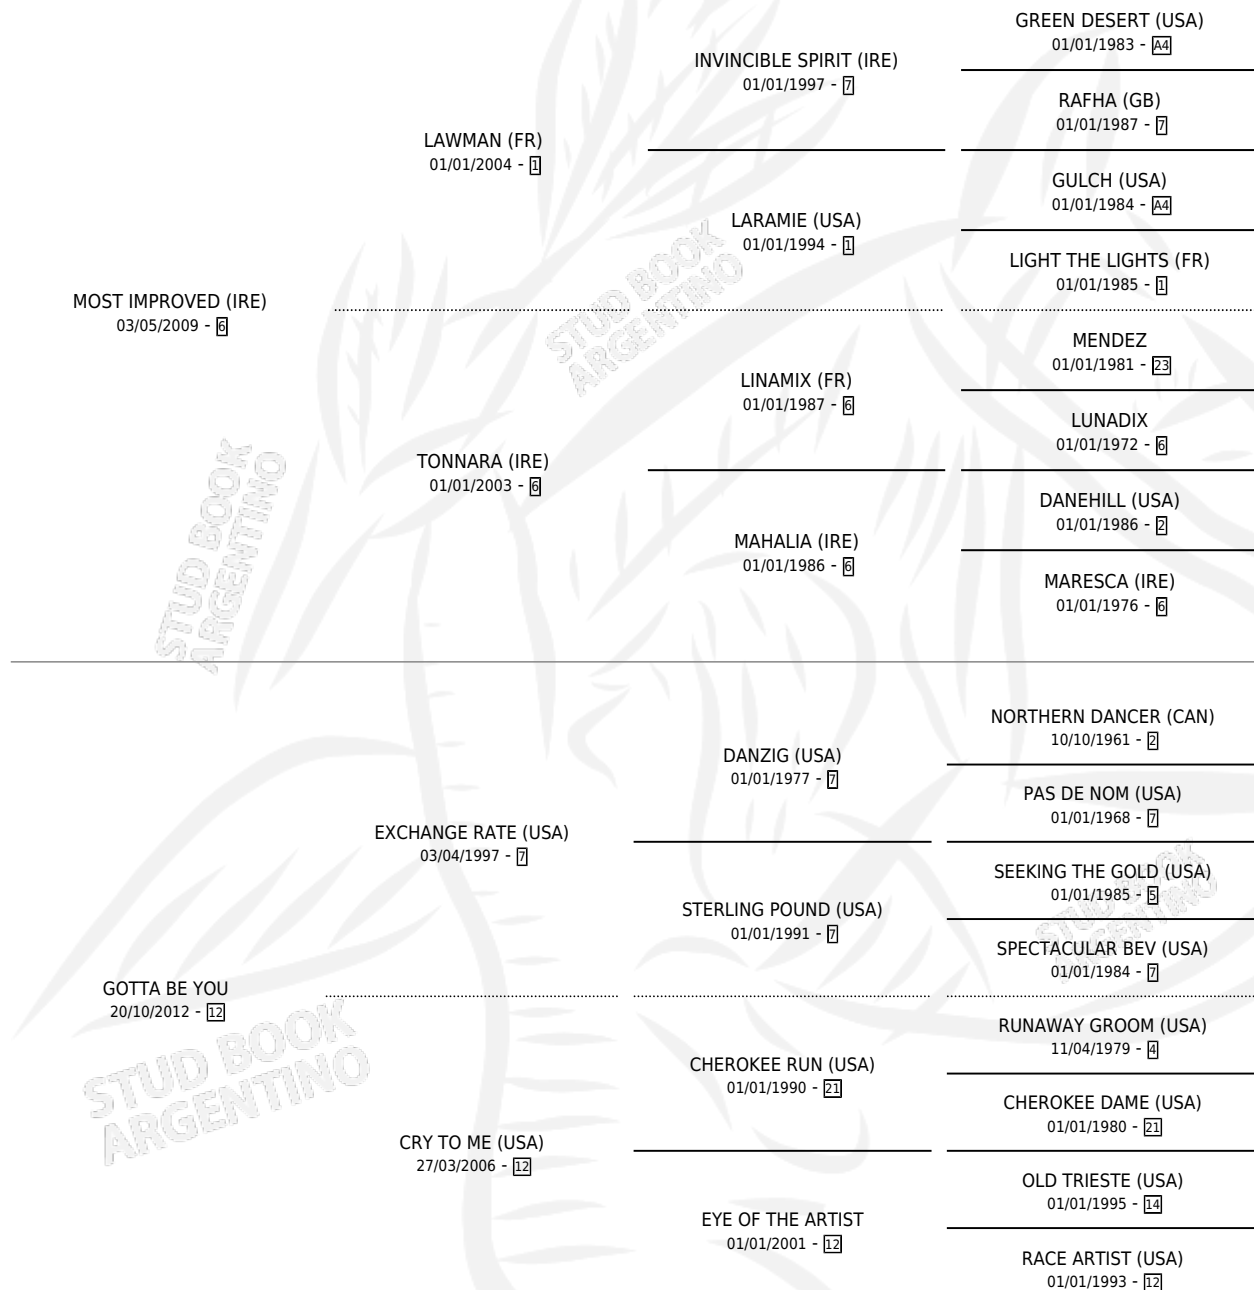 GREEN DESERT (USA)
01/01/1983 - A4
INVINCIBLE SPIRIT (IRE)
01/01/1997 - 7
RAFHA (GB)
01/01/1987 - 7
LAWMAN (FR)
01/01/2004 - 1
GULCH (USA)
01/01/1984 - A4
LARAMIE (USA)
01/01/1994 - 1
LIGHT THE LIGHTS (FR)
01/01/1985 - 1
MOST IMPROVED (IRE)
03/05/2009 - 6
MENDEZ
01/01/1981 - 23
LINAMIX (FR)
01/01/1987 - 6
LUNADIX
01/01/1972 - 6
TONNARA (IRE)
01/01/2003 - 6
DANEHILL (USA)
01/01/1986 - 2
MAHALIA (IRE)
01/01/1986 - 6
MARESCA (IRE)
01/01/1976 - 6
NORTHERN DANCER (CAN)
10/10/1961 - 2
DANZIG (USA)
01/01/1977 - 7
PAS DE NOM (USA)
01/01/1968 - 7
EXCHANGE RATE (USA)
03/04/1997 - 7
SEEKING THE GOLD (USA)
01/01/1985 - 5
STERLING POUND (USA)
01/01/1991 - 7
SPECTACULAR BEV (USA)
01/01/1984 - 7
GOTTA BE YOU
20/10/2012 - 12
RUNAWAY GROOM (USA)
11/04/1979 - 4
CHEROKEE RUN (USA)
01/01/1990 - 21
CHEROKEE DAME (USA)
01/01/1980 - 21
CRY TO ME (USA)
27/03/2006 - 12
OLD TRIESTE (USA)
01/01/1995 - 14
EYE OF THE ARTIST
01/01/2001 - 12
RACE ARTIST (USA)
01/01/1993 - 12
STUD BOOK
ARGENTINO
STUD BOOK
ARGENTINO
STUD BOOK
ARGENTINO
STUD BOOK
ARGENTINO